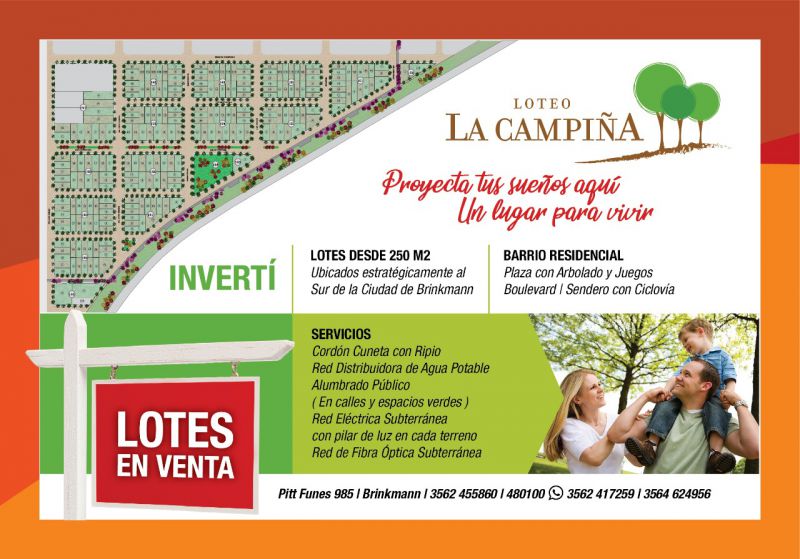 LOTEO
LA CAMPIÑA
Proyecta tus sueños aquí
Un lugar para vivir
INVERTÍ
LOTES DESDE 250 M2
Ubicados estratégicamente al
Sur de la Ciudad de Brinkmann
BARRIO RESIDENCIAL
Plaza con Arbolado y Juegos
Boulevard | Sendero con Ciclovía
SERVICIOS
Cordón Cuneta con Ripio
Red Distribuidora de Agua Potable
Alumbrado Público
( En calles y espacios verdes )
Red Eléctrica Subterránea
con pilar de luz en cada terreno
Red de Fibra Óptica Subterránea
LOTES
EN VENTA
Pitt Funes 985 | Brinkmann | 3562 455860 | 480100 3562 417259 | 3564 624956